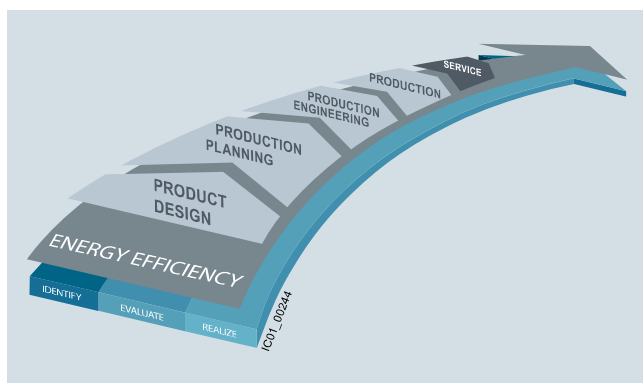 SERVICE
PRODUCTION
PRODUCTION
ENGINEERING
PRODUCTION
PLANNING
PRODUCT
DESIGN
ENERGY EFFICIENCY
IDENTIFY
EVALUATE
REALIZE
IC01_00244